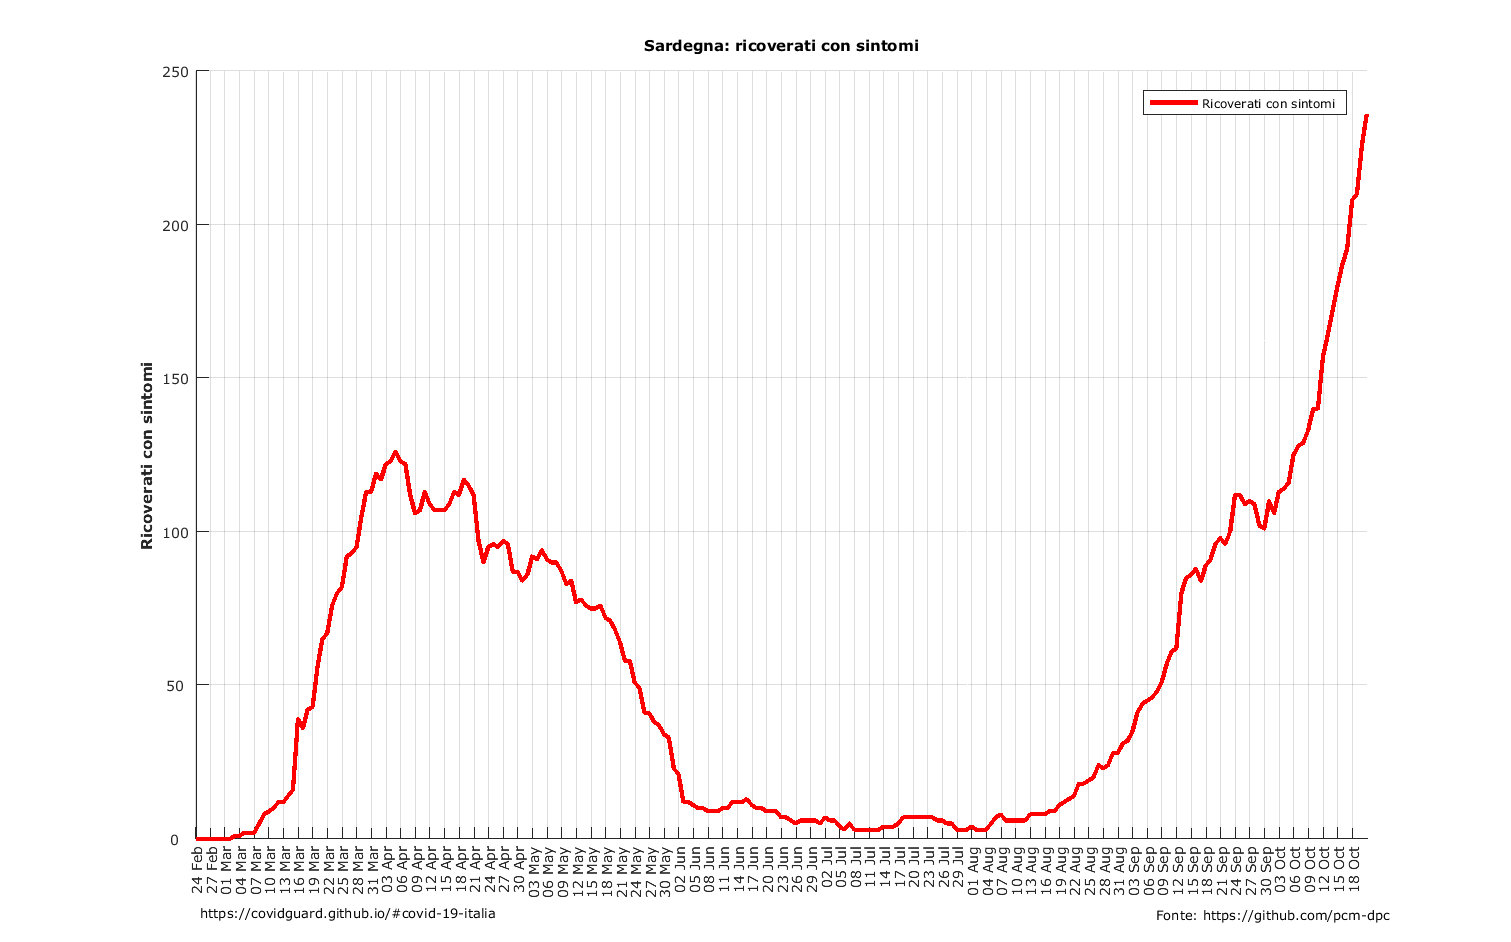 Sardegna: ricoverati con sintomi
Ricoverati con sintomi
Ricoverati con sintomi
250
200
150
100
50
0
24 Feb
27 Feb
01 Mar
04 Mar
07 Mar
10 Mar
13 Mar
16 Mar
19 Mar
22 Mar
25 Mar
28 Mar
31 Mar
03 Apr
06 Apr
09 Apr
12 Apr
15 Apr
18 Apr
21 Apr
24 Apr
27 Apr
30 Apr
03 May
06 May
09 May
12 May
15 May
18 May
21 May
24 May
27 May
30 May
02 Jun
05 Jun
08 Jun
11 Jun
14 Jun
17 Jun
20 Jun
23 Jun
26 Jun
29 Jun
02 Jul
05 Jul
08 Jul
11 Jul
14 Jul
17 Jul
20 Jul
23 Jul
26 Jul
29 Jul
01 Aug
04 Aug
07 Aug
10 Aug
13 Aug
16 Aug
19 Aug
22 Aug
25 Aug
28 Aug
31 Aug
03 Sep
06 Sep
09 Sep
12 Sep
15 Sep
18 Sep
21 Sep
24 Sep
27 Sep
30 Sep
03 Oct
06 Oct
09 Oct
12 Oct
15 Oct
18 Oct
https://covidguard.github.io/#covid-19-italia
Fonte: https://github.com/pcm-dpc